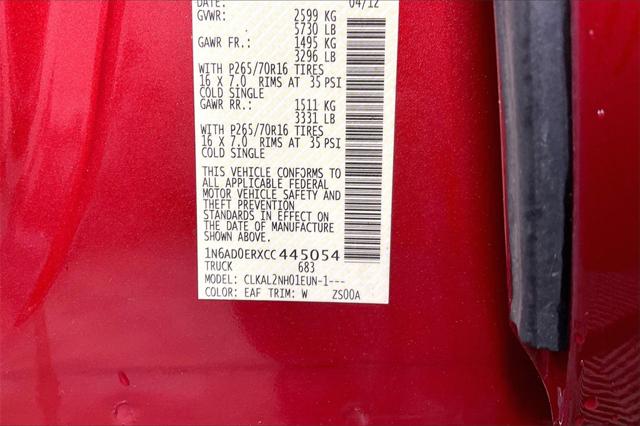 DATE: 04/12
GVWR: 2599 KG
5730 LB
GAWR FR.: 1495 KG
3296 LB
WITH P265/70R16 TIRES
16 X 7.0 RIMS AT 35 PSI
COLD SINGLE
GAWR RR.: 1511 KG
3331 LB
WITH P265/70R16 TIRES
16 X 7.0 RIMS AT 35 PSI
COLD SINGLE
THIS VEHICLE CONFORMS TO
ALL APPLICABLE FEDERAL
MOTOR VEHICLE SAFETY AND
THEFT PREVENTION
STANDARDS IN EFFECT ON
THE DATE OF MANUFACTURE
SHOWN ABOVE.
1N6AD0ERXCC445054
TRUCK 683
MODEL: CLKAL2NH01EUN-1---
COLOR: EAF TRIM: W ZS00A